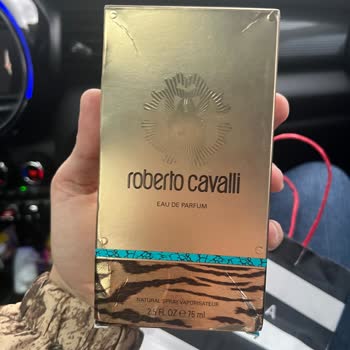 roberto cavalli
EAU DE PARFUM
NATURAL SPRAY VAPORISATEUR
2.5 FL OZ e 75 ml